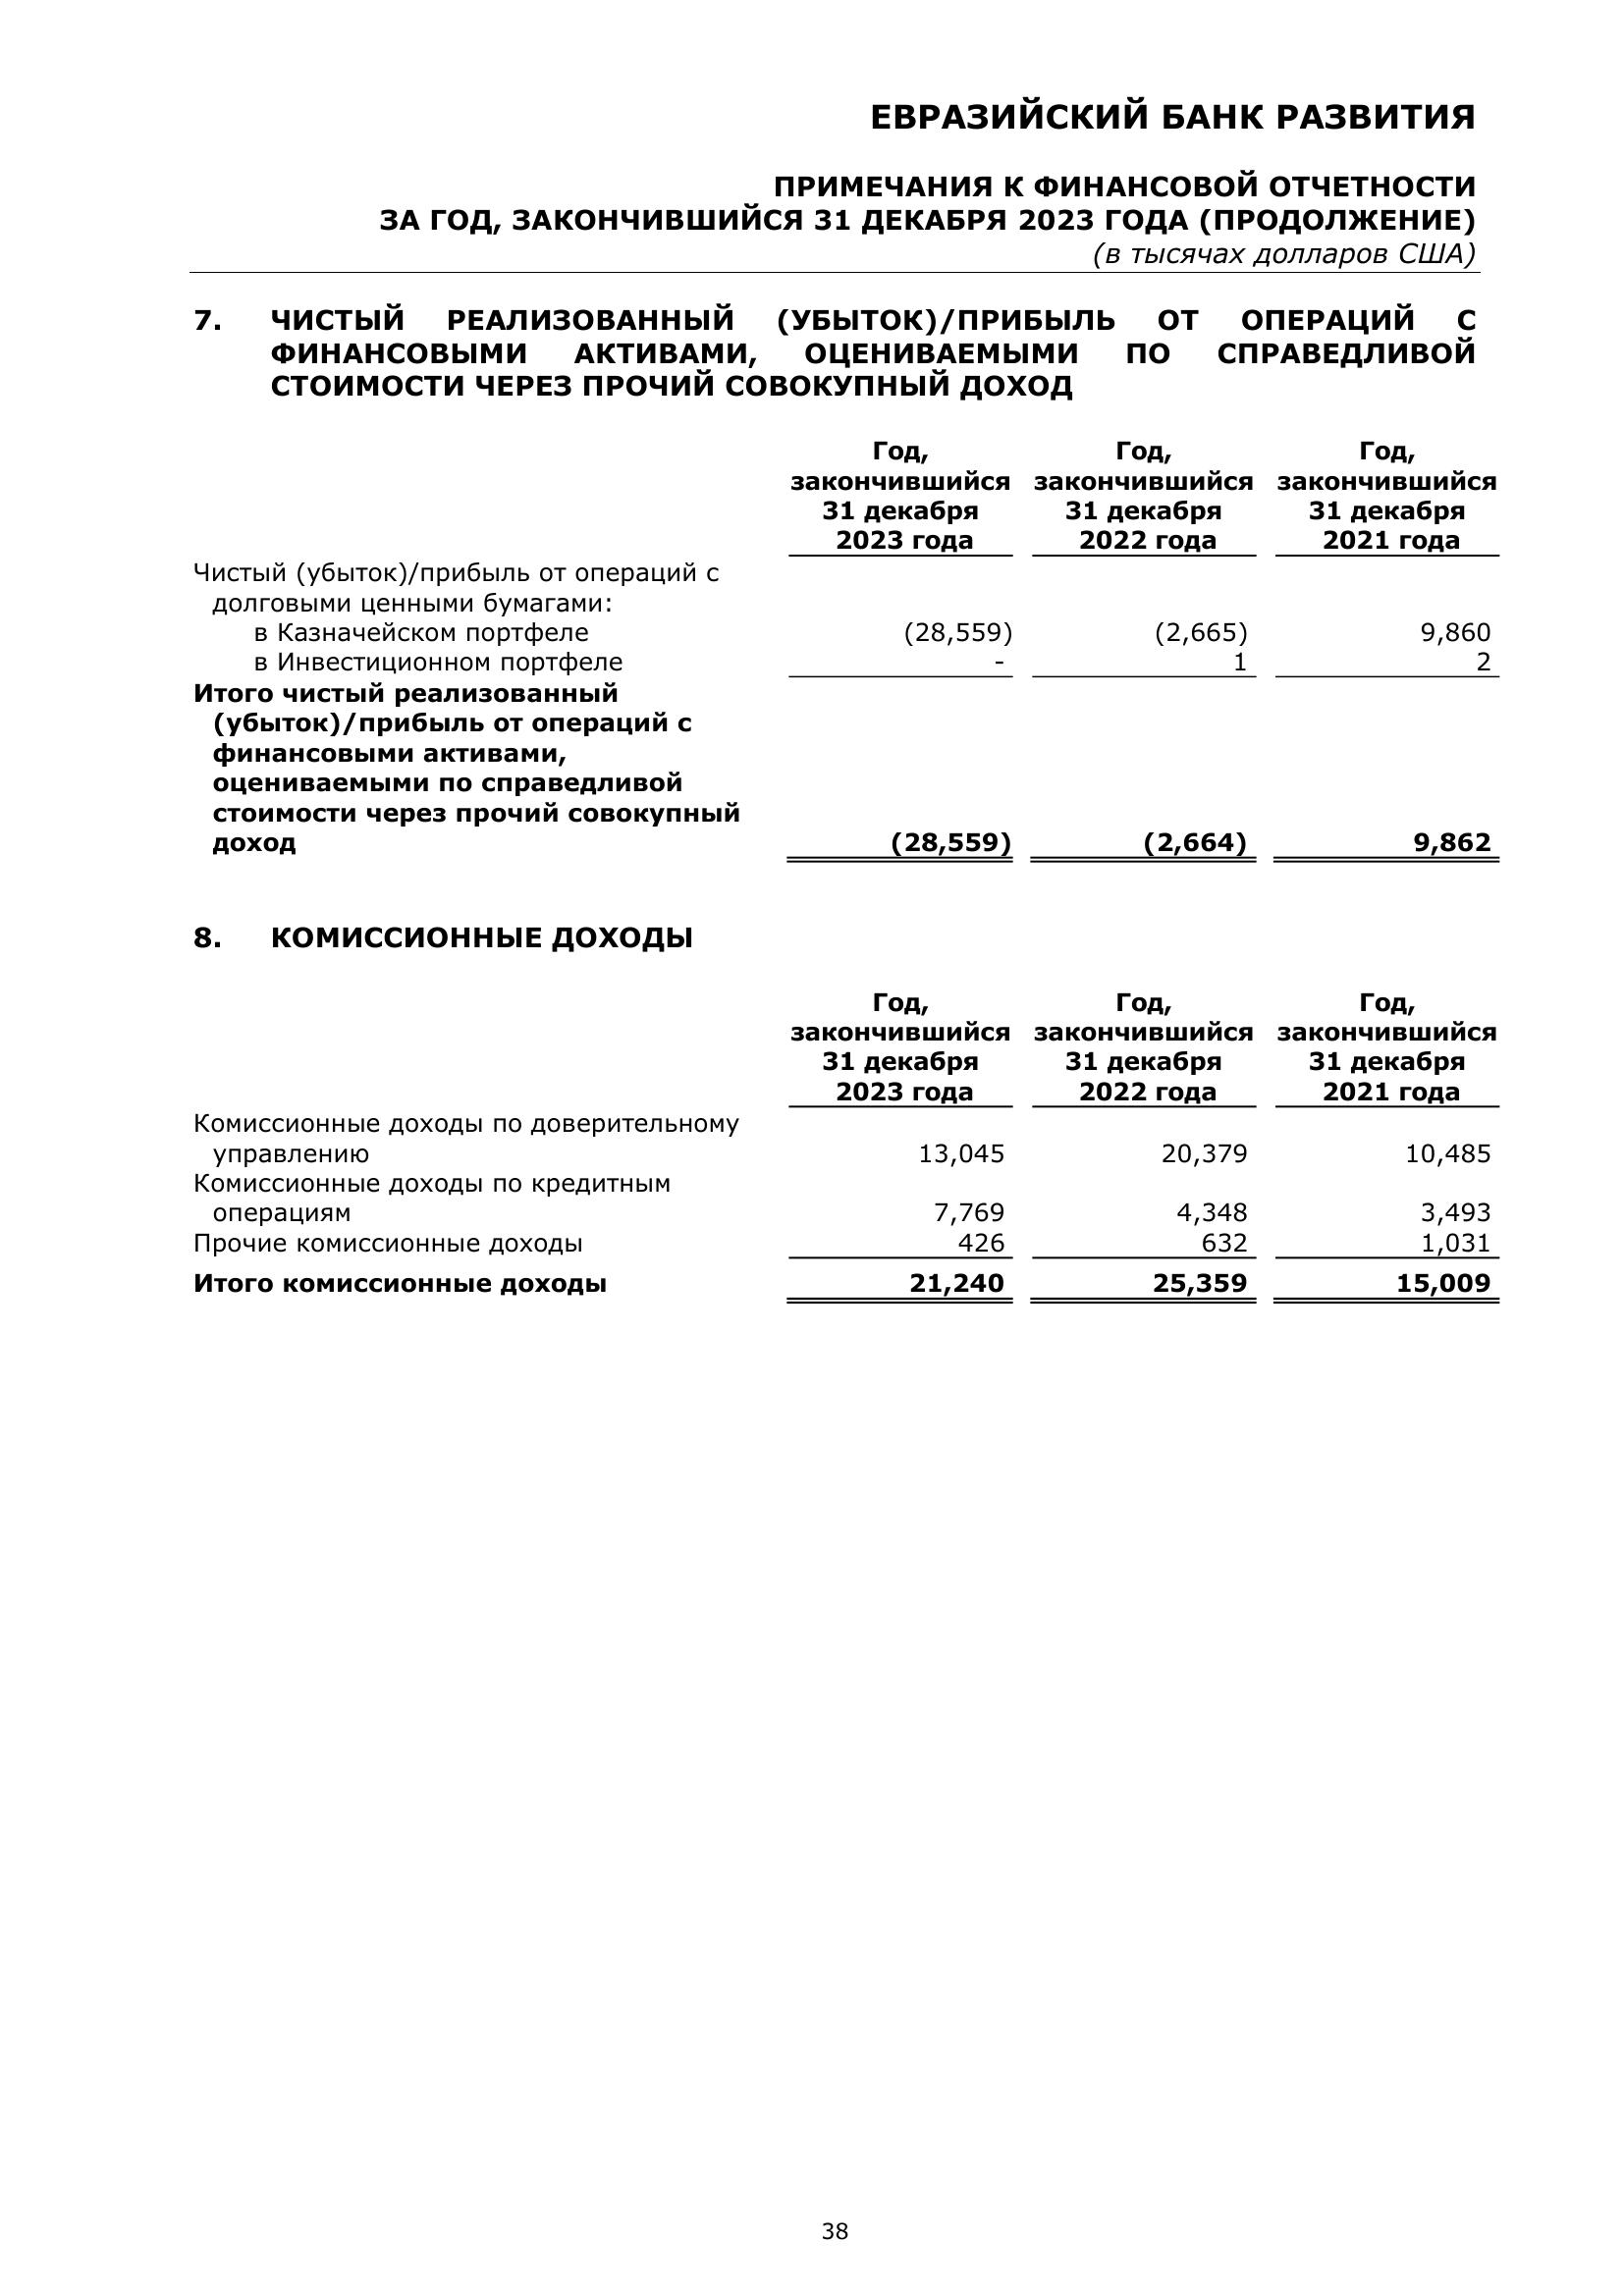 ЕВРАЗИЙСКИЙ БАНК РАЗВИТИЯ
ПРИМЕЧАНИЯ К ФИНАНСОВОЙ ОТЧЕТНОСТИ
ЗА ГОД, ЗАКОНЧИВШИЙСЯ 31 ДЕКАБРЯ 2023 ГОДА (ПРОДОЛЖЕНИЕ)
(в тысячах долларов США)
7. ЧИСТЫЙ РЕАЛИЗОВАННЫЙ (УБЫТОК)/ПРИБЫЛЬ ОТ ОПЕРАЦИЙ С
ФИНАНСОВЫМИ АКТИВАМИ, ОЦЕНИВАЕМЫМИ ПО СПРАВЕДЛИВОЙ
СТОИМОСТИ ЧЕРЕЗ ПРОЧИЙ СОВОКУПНЫЙ ДОХОД
Год, Год, Год,
закончившийся закончившийся закончившийся
31 декабря 31 декабря 31 декабря
2023 года 2022 года 2021 года
Чистый (убыток)/прибыль от операций с
долговыми ценными бумагами:
в Казначейском портфеле (28,559) (2,665) 9,860
в Инвестиционном портфеле - 1 2
Итого чистый реализованный
(убыток)/прибыль от операций с
финансовыми активами,
оцениваемыми по справедливой
стоимости через прочий совокупный
доход (28,559) (2,664) 9,862
8. КОМИССИОННЫЕ ДОХОДЫ
Год, Год, Год,
закончившийся закончившийся закончившийся
31 декабря 31 декабря 31 декабря
2023 года 2022 года 2021 года
Комиссионные доходы по доверительному
управлению 13,045 20,379 10,485
Комиссионные доходы по кредитным
операциям 7,769 4,348 3,493
Прочие комиссионные доходы 426 632 1,031
Итого комиссионные доходы 21,240 25,359 15,009
38